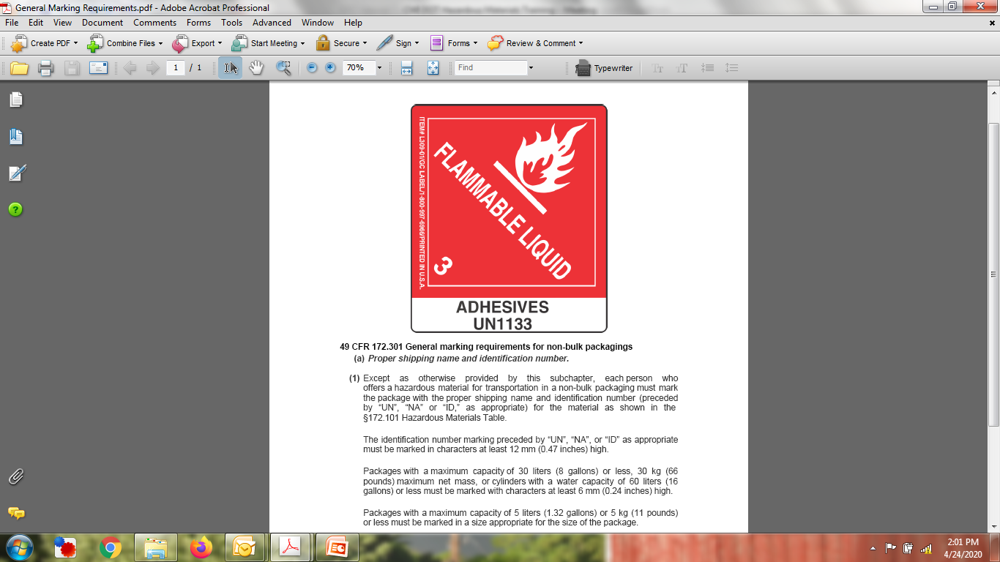 General Marking Requirements.pdf - Adobe Acrobat Professional
File Edit View Document Comments Forms Tools Advanced Window Help
Create PDF Combine Files Export Start Meeting Secure Sign Forms Review & Comment
1 / 1 70% Find Typewriter
ITEM# L309-01/GC LABEL/1-800-997-6966/PRINTED IN U.S.A.
FLAMMABLE LIQUID
3
ADHESIVES
UN1133
49 CFR 172.301 General marking requirements for non-bulk packagings
(a) Proper shipping name and identification number.
(1) Except as otherwise provided by this subchapter, each person who
offers a hazardous material for transportation in a non-bulk packaging must mark
the package with the proper shipping name and identification number (preceded
by “UN”, “NA” or “ID,” as appropriate) for the material as shown in the
§172.101 Hazardous Materials Table.
The identification number marking preceded by “UN”, “NA”, or “ID” as appropriate
must be marked in characters at least 12 mm (0.47 inches) high.
Packages with a maximum capacity of 30 liters (8 gallons) or less, 30 kg (66
pounds) maximum net mass, or cylinders with a water capacity of 60 liters (16
gallons) or less must be marked with characters at least 6 mm (0.24 inches) high.
Packages with a maximum capacity of 5 liters (1.32 gallons) or 5 kg (11 pounds)
or less must be marked in a size appropriate for the size of the package.
2:01 PM
4/24/2020